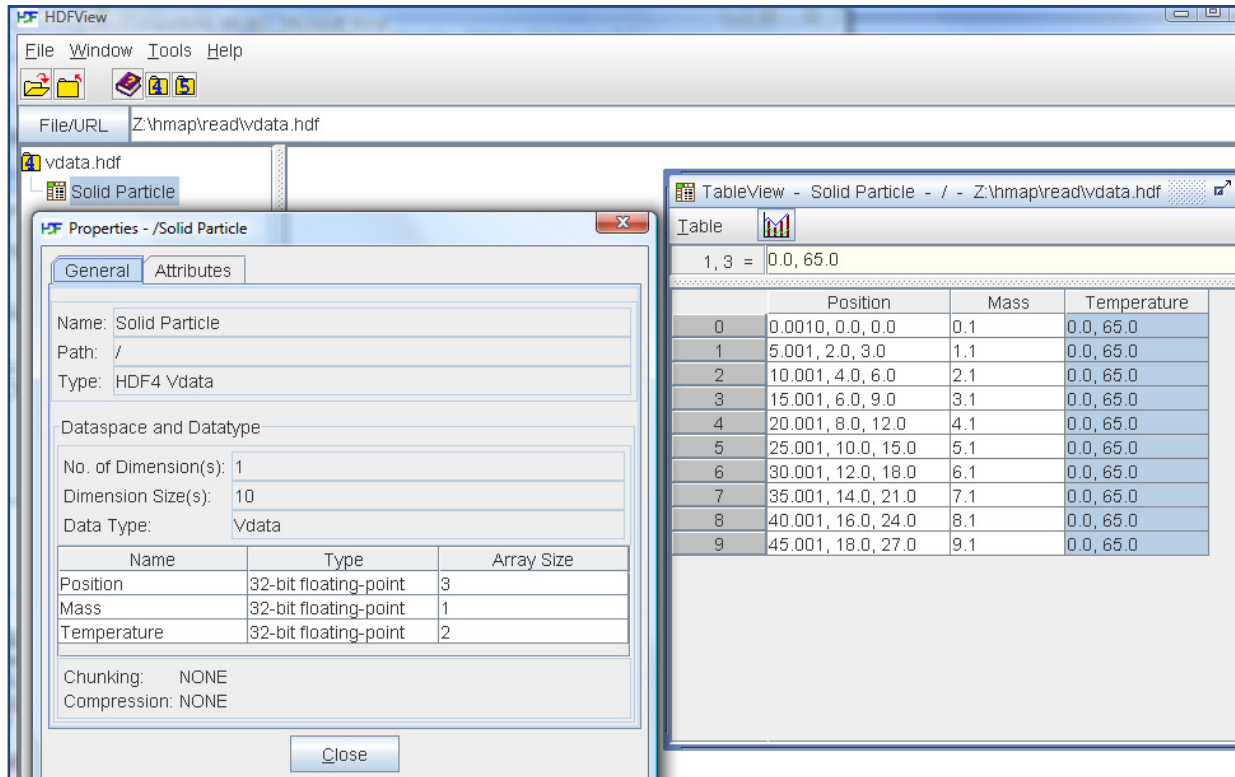 HDF HDFView
File Window Tools Help
4 5
File/URL Z:\hmap\read\vdata.hdf
4 vdata.hdf
Solid Particle
HDF Properties - /Solid Particle
General Attributes
Name: Solid Particle
Path: /
Type: HDF4 Vdata
Dataspace and Datatype
No. of Dimension(s): 1
Dimension Size(s): 10
Data Type: Vdata
Name Type Array Size
Position 32-bit floating-point 3
Mass 32-bit floating-point 1
Temperature 32-bit floating-point 2
Chunking: NONE
Compression: NONE
Close
TableView - Solid Particle - / - Z:\hmap\read\vdata.hdf
Table
1, 3 = 0.0, 65.0
Position Mass Temperature
0 0.0010, 0.0, 0.0 0.1 0.0, 65.0
1 5.001, 2.0, 3.0 1.1 0.0, 65.0
2 10.001, 4.0, 6.0 2.1 0.0, 65.0
3 15.001, 6.0, 9.0 3.1 0.0, 65.0
4 20.001, 8.0, 12.0 4.1 0.0, 65.0
5 25.001, 10.0, 15.0 5.1 0.0, 65.0
6 30.001, 12.0, 18.0 6.1 0.0, 65.0
7 35.001, 14.0, 21.0 7.1 0.0, 65.0
8 40.001, 16.0, 24.0 8.1 0.0, 65.0
9 45.001, 18.0, 27.0 9.1 0.0, 65.0